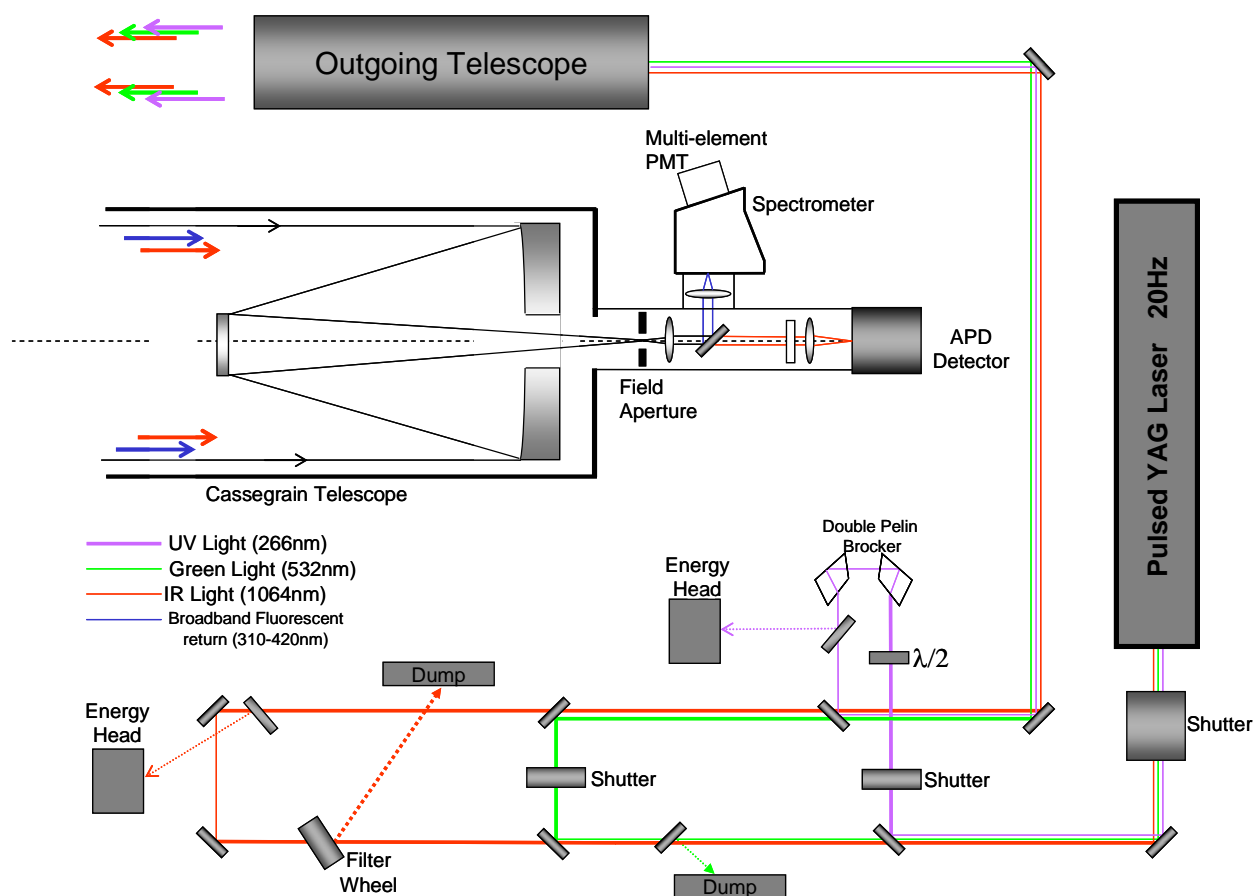 Outgoing Telescope
Multi-element
PMT
Spectrometer
APD
Detector
Field
Aperture
Cassegrain Telescope
Pulsed YAG Laser 20Hz
UV Light (266nm)
Green Light (532nm)
IR Light (1064nm)
Broadband Fluorescent
return (310-420nm)
Double Pelin
Brocker
Energy
Head
λ/2
Dump
Energy
Head
Shutter
Shutter
Shutter
Filter
Wheel
Dump